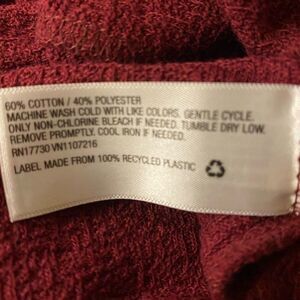 60% COTTON / 40% POLYESTER
MACHINE WASH COLD WITH LIKE COLORS. GENTLE CYCLE.
ONLY NON-CHLORINE BLEACH IF NEEDED. TUMBLE DRY LOW.
REMOVE PROMPTLY. COOL IRON IF NEEDED.
RN17730 VN1107216
LABEL MADE FROM 100% RECYCLED PLASTIC